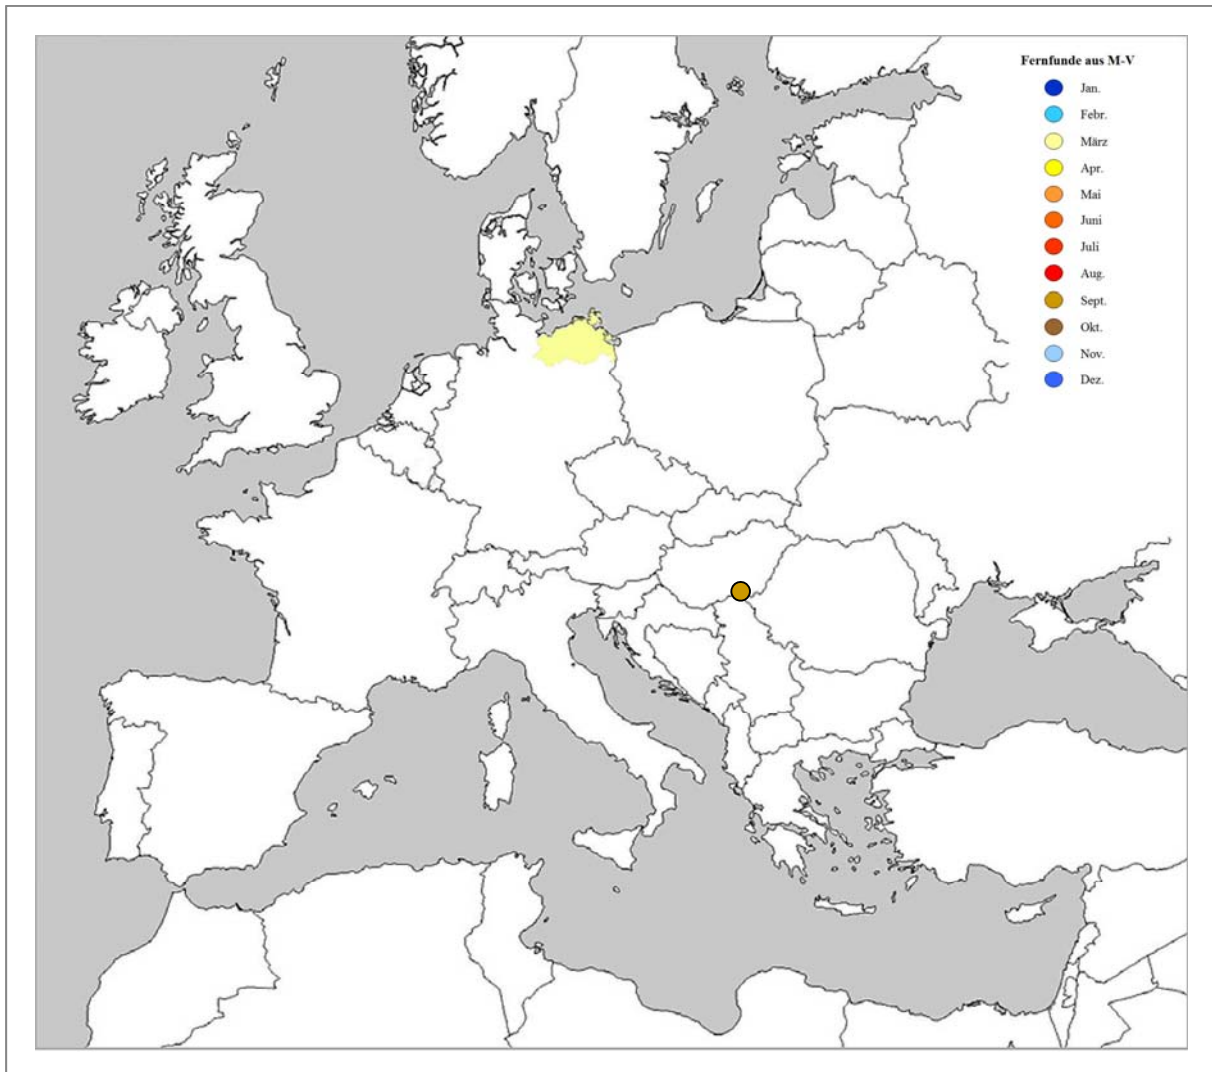 Fernfunde aus M-V
Jan.
Febr.
März
Apr.
Mai
Juni
Juli
Aug.
Sept.
Okt.
Nov.
Dez.